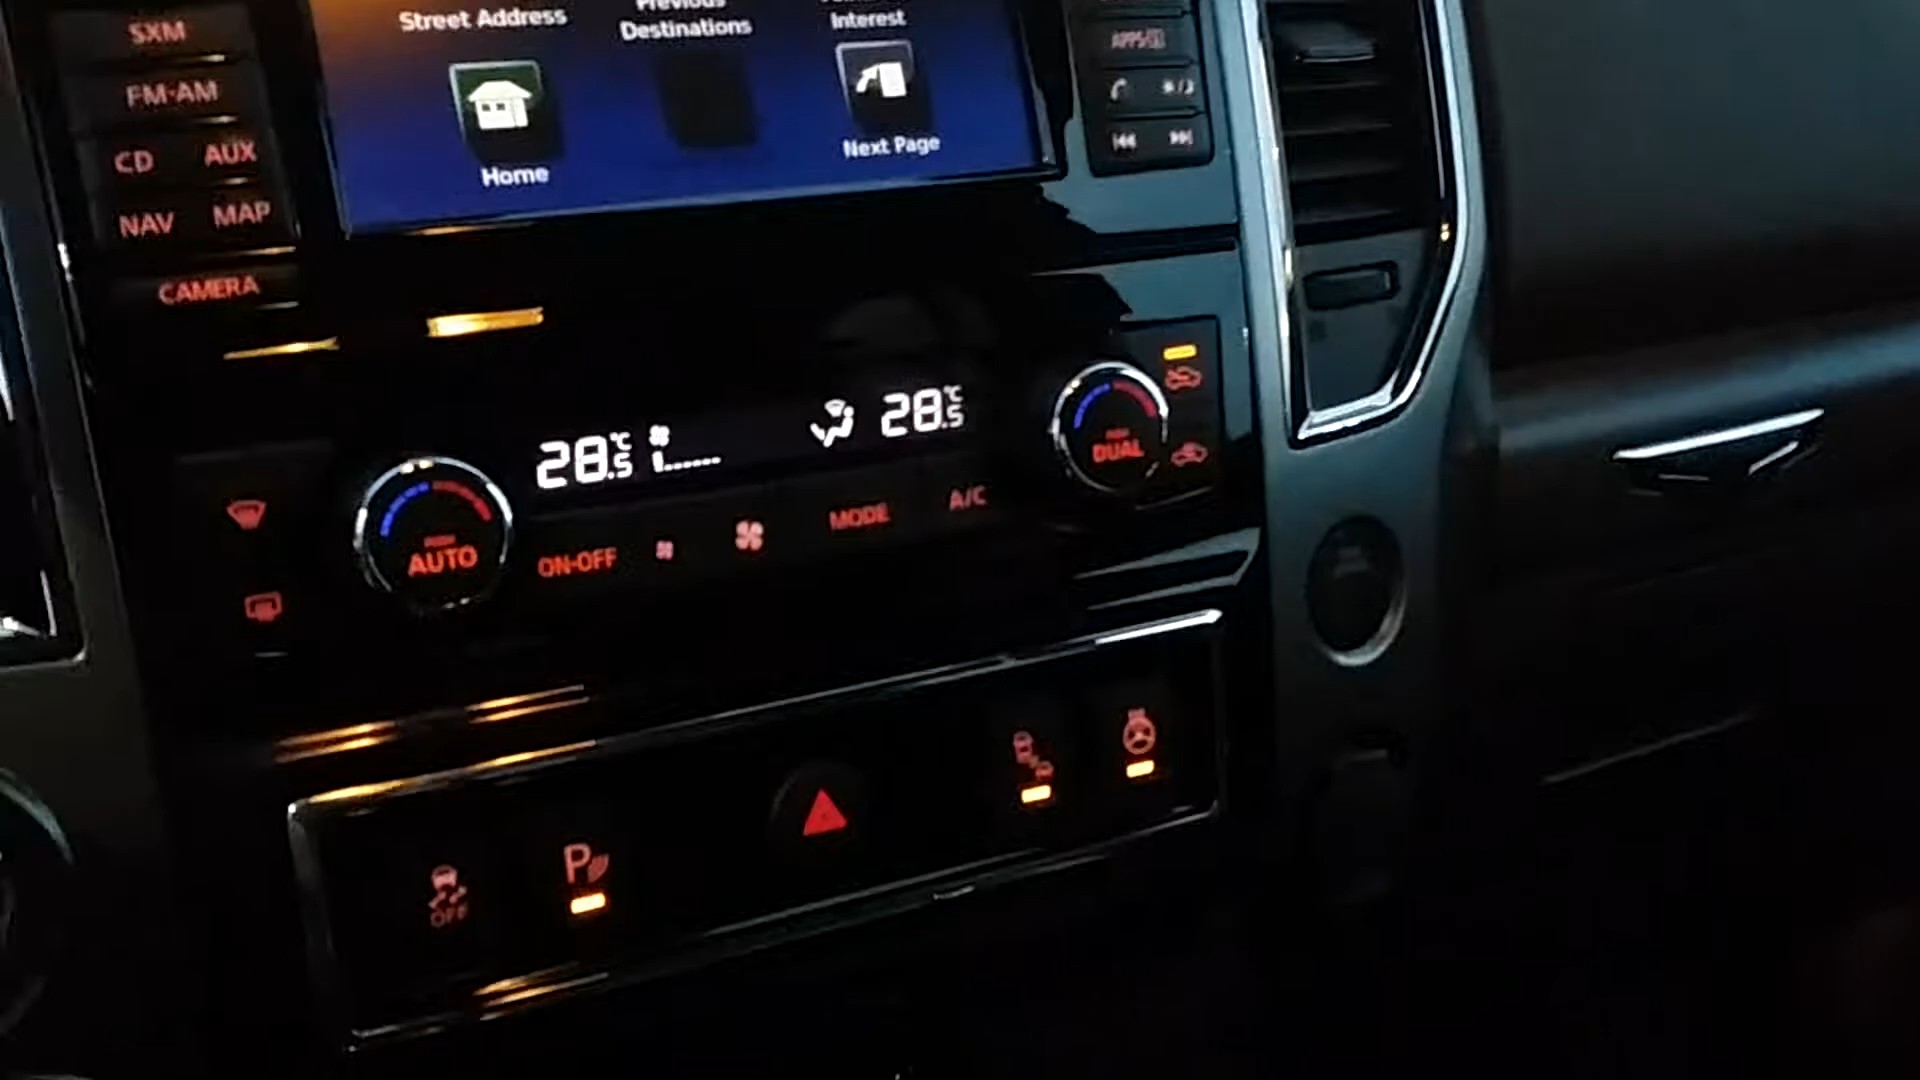 SXM
FM·AM
CD AUX
NAV MAP
CAMERA
Street Address
Previous
Destinations
Interest
Home
Next Page
APPS
28.5°C
28.5°C
AUTO
ON·OFF
MODE
A/C
DUAL
OFF
P